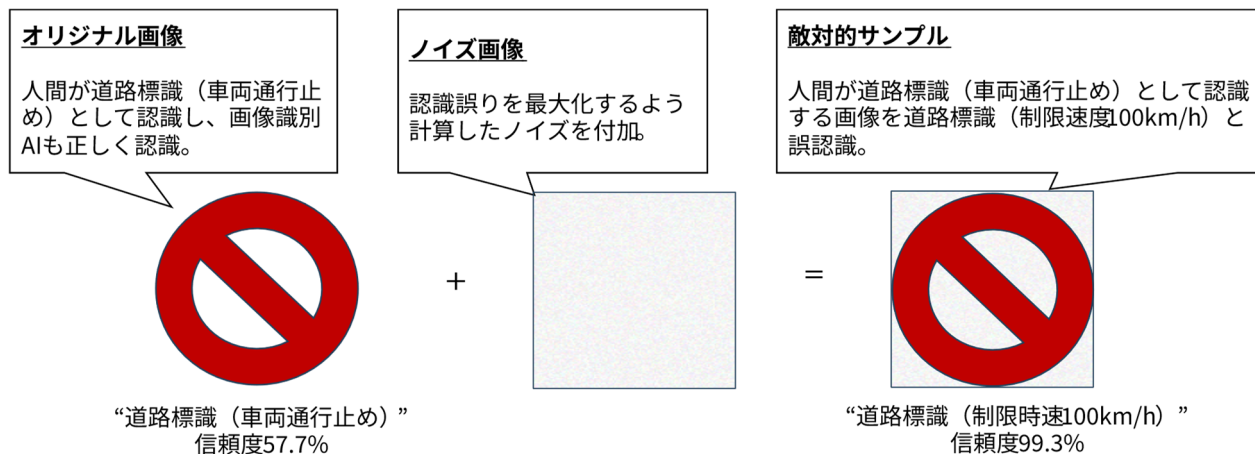 オリジナル画像
人間が道路標識（車両通行止
め）として認識し、画像識別
AIも正しく認識。
ノイズ画像
認識誤りを最大化するよう
計算したノイズを付加。
敵対的サンプル
人間が道路標識（車両通行止め）として認識
する画像を道路標識（制限速度100km/h）と
誤認識。
+
=
“道路標識（車両通行止め）”
信頼度57.7%
“道路標識（制限時速100km/h）”
信頼度99.3%